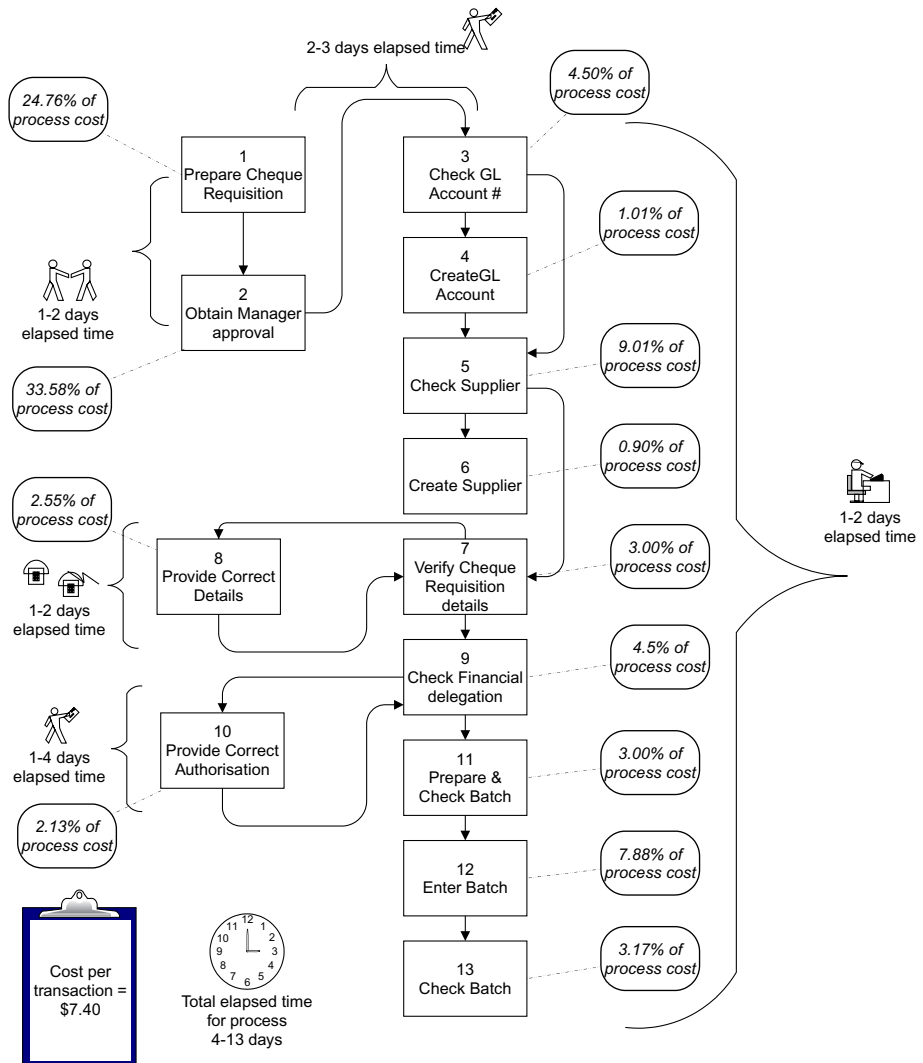 2-3 days elapsed time
24.76% of
process cost
4.50% of
process cost
1
Prepare Cheque
Requisition
3
Check GL
Account #
1.01% of
process cost
4
CreateGL
Account
1-2 days
elapsed time
2
Obtain Manager
approval
33.58% of
process cost
5
Check Supplier
9.01% of
process cost
6
Create Supplier
0.90% of
process cost
1-2 days
elapsed time
2.55% of
process cost
8
Provide Correct
Details
7
Verify Cheque
Requisition
details
3.00% of
process cost
1-2 days
elapsed time
9
Check Financial
delegation
4.5% of
process cost
10
Provide Correct
Authorisation
1-4 days
elapsed time
2.13% of
process cost
11
Prepare &
Check Batch
3.00% of
process cost
12
Enter Batch
7.88% of
process cost
13
Check Batch
3.17% of
process cost
Cost per
transaction =
$7.40
12
1
2
3
4
5
6
7
8
9
10
11
Total elapsed time
for process
4-13 days